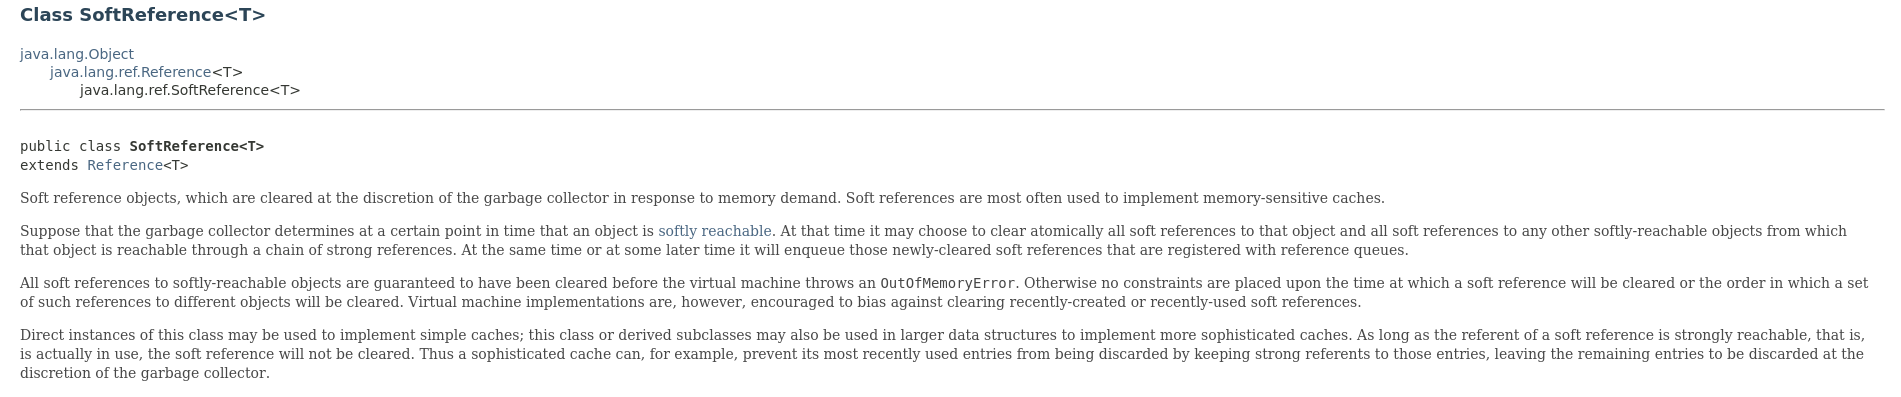 Class SoftReference<T>
java.lang.Object
java.lang.ref.Reference<T>
java.lang.ref.SoftReference<T>
public class SoftReference<T>
extends Reference<T>
Soft reference objects, which are cleared at the discretion of the garbage collector in response to memory demand. Soft references are most often used to implement memory-sensitive caches.
Suppose that the garbage collector determines at a certain point in time that an object is softly reachable. At that time it may choose to clear atomically all soft references to that object and all soft references to any other softly-reachable objects from which
that object is reachable through a chain of strong references. At the same time or at some later time it will enqueue those newly-cleared soft references that are registered with reference queues.
All soft references to softly-reachable objects are guaranteed to have been cleared before the virtual machine throws an OutOfMemoryError. Otherwise no constraints are placed upon the time at which a soft reference will be cleared or the order in which a set
of such references to different objects will be cleared. Virtual machine implementations are, however, encouraged to bias against clearing recently-created or recently-used soft references.
Direct instances of this class may be used to implement simple caches; this class or derived subclasses may also be used in larger data structures to implement more sophisticated caches. As long as the referent of a soft reference is strongly reachable, that is,
is actually in use, the soft reference will not be cleared. Thus a sophisticated cache can, for example, prevent its most recently used entries from being discarded by keeping strong referents to those entries, leaving the remaining entries to be discarded at the
discretion of the garbage collector.